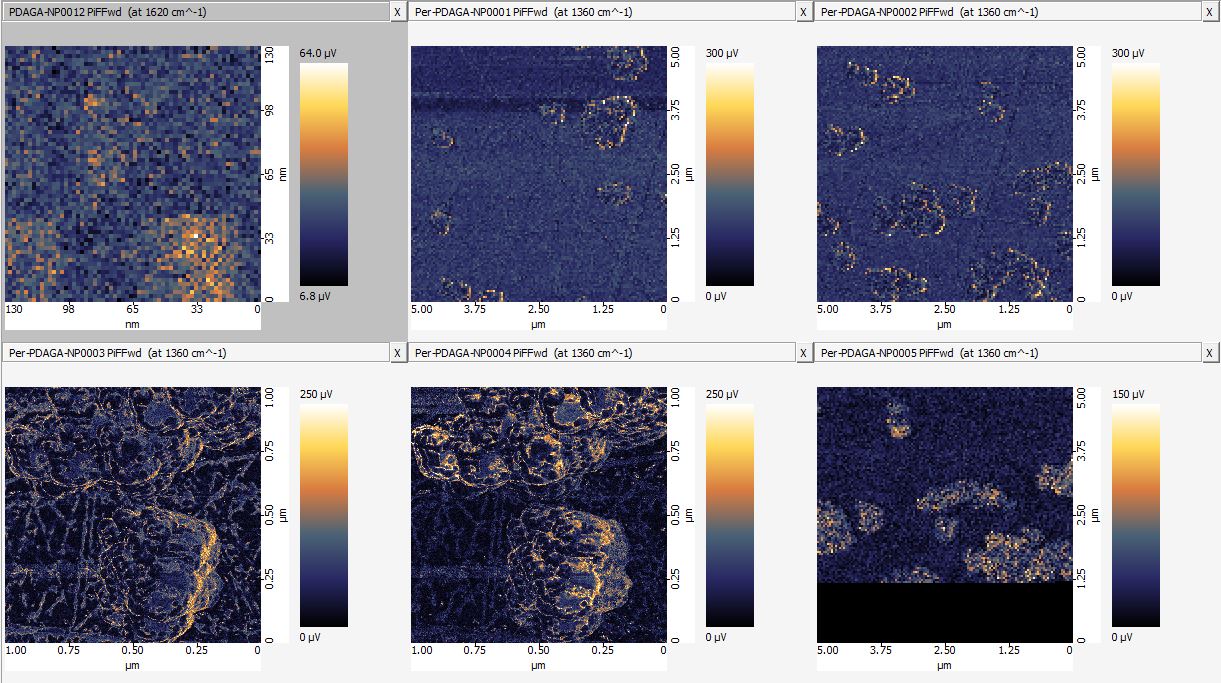 PDAGA-NP0012 PiFFwd (at 1620 cm^-1) X
Per-PDAGA-NP0001 PiFFwd (at 1360 cm^-1) X
Per-PDAGA-NP0002 PiFFwd (at 1360 cm^-1) X
64.0 µV
6.8 µV
130 98 65 33 0
nm
130 98 65 33 0
nm
300 µV
0 µV
5.00 3.75 2.50 1.25 0
µm
5.00 3.75 2.50 1.25 0
µm
300 µV
0 µV
5.00 3.75 2.50 1.25 0
µm
5.00 3.75 2.50 1.25 0
µm
Per-PDAGA-NP0003 PiFFwd (at 1360 cm^-1) X
Per-PDAGA-NP0004 PiFFwd (at 1360 cm^-1) X
Per-PDAGA-NP0005 PiFFwd (at 1360 cm^-1) X
250 µV
0 µV
1.00 0.75 0.50 0.25 0
µm
1.00 0.75 0.50 0.25 0
µm
250 µV
0 µV
1.00 0.75 0.50 0.25 0
µm
1.00 0.75 0.50 0.25 0
µm
150 µV
0 µV
5.00 3.75 2.50 1.25 0
µm
5.00 3.75 2.50 1.25 0
µm